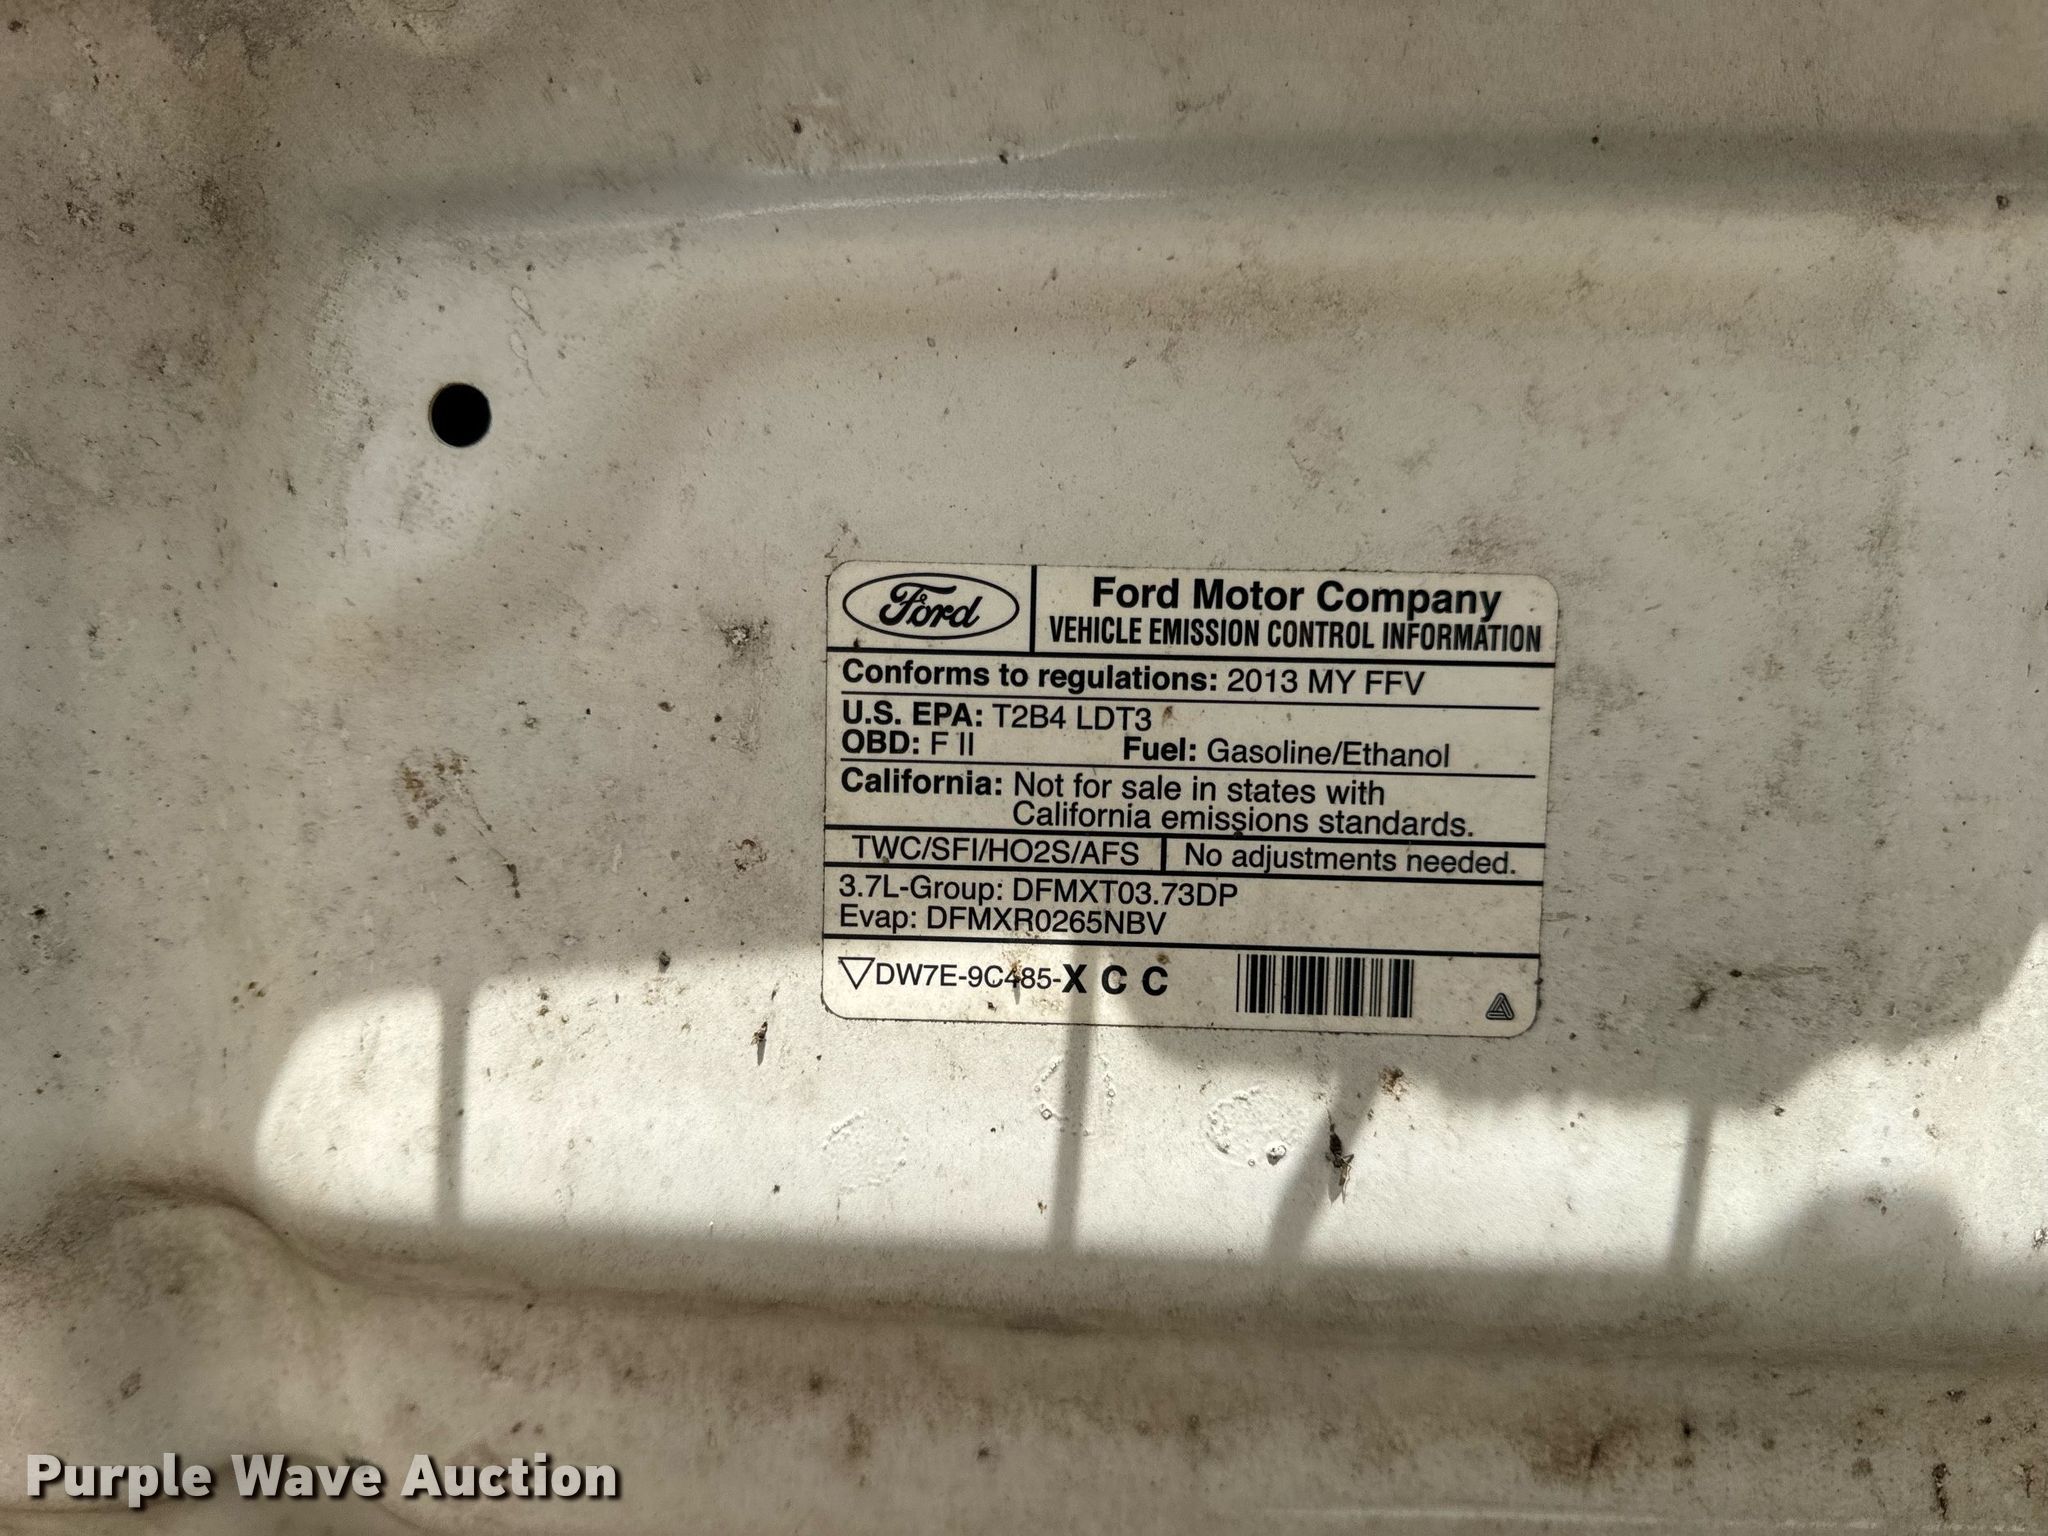 Ford
Ford Motor Company
VEHICLE EMISSION CONTROL INFORMATION
Conforms to regulations: 2013 MY FFV
U.S. EPA: T2B4 LDT3
OBD: F II Fuel: Gasoline/Ethanol
California: Not for sale in states with
California emissions standards.
TWC/SFI/HO2S/AFS No adjustments needed.
3.7L-Group: DFMXT03.73DP
Evap: DFMXR0265NBV
▽DW7E-9C485-X C C
Purple Wave Auction